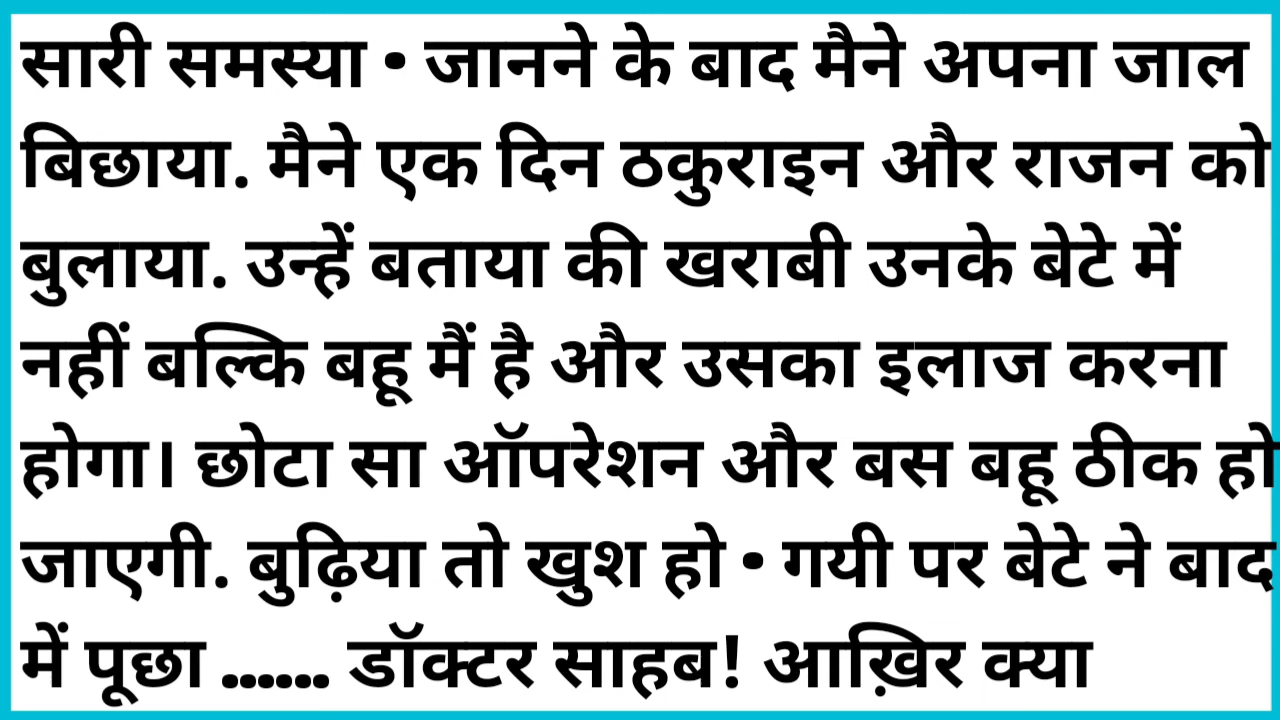 सारी समस्या • जानने के बाद मैने अपना जाल
बिछाया. मैने एक दिन ठकुराइन और राजन को
बुलाया. उन्हें बताया की खराबी उनके बेटे में
नहीं बल्कि बहू मैं है और उसका इलाज करना
होगा। छोटा सा ऑपरेशन और बस बहू ठीक हो
जाएगी. बुढ़िया तो खुश हो • गयी पर बेटे ने बाद
में पूछा ...... डॉक्टर साहब! आख़िर क्या